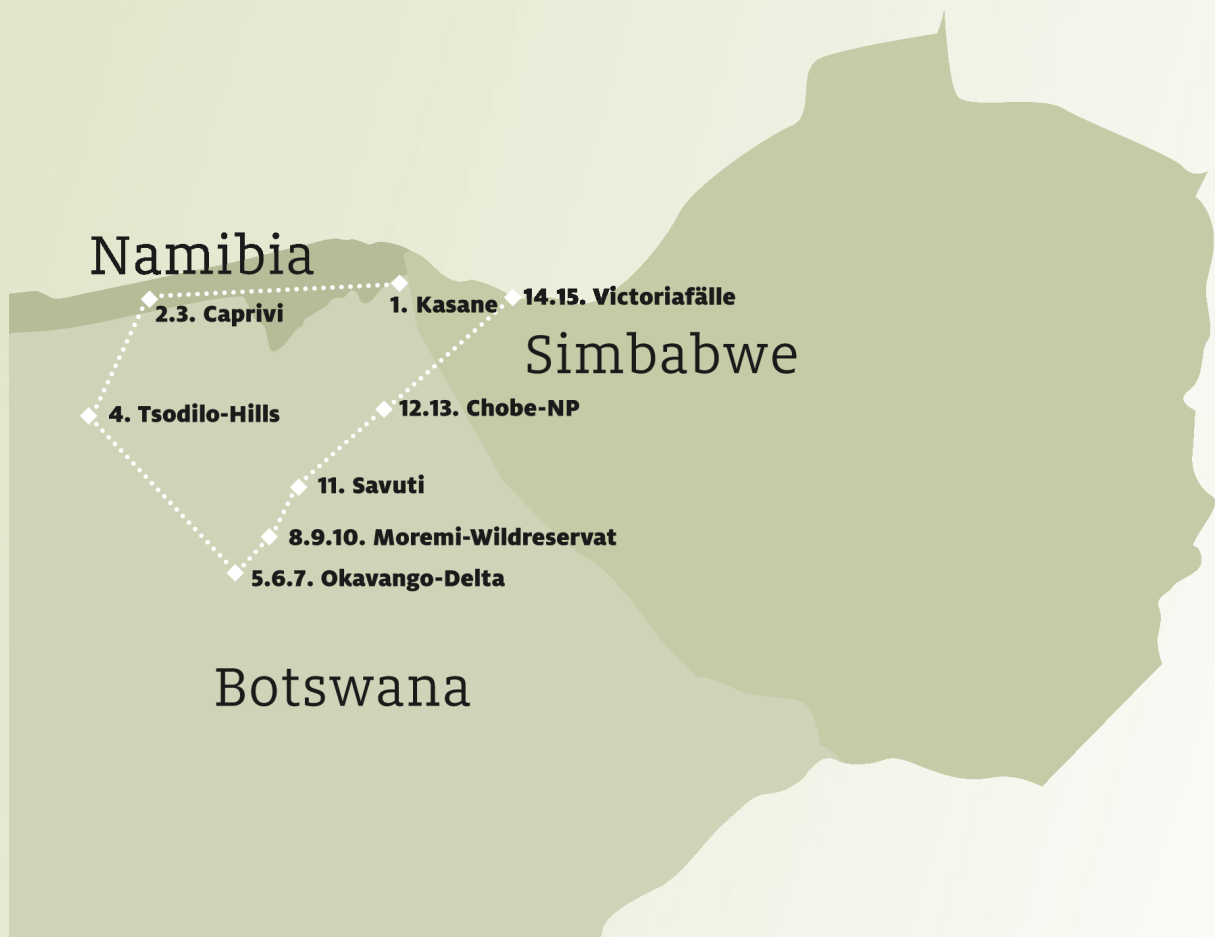 Namibia
2.3. Caprivi
1. Kasane
14.15. Victoriafälle
Simbabwe
4. Tsodilo-Hills
12.13. Chobe-NP
11. Savuti
8.9.10. Moremi-Wildreservat
5.6.7. Okavango-Delta
Botswana